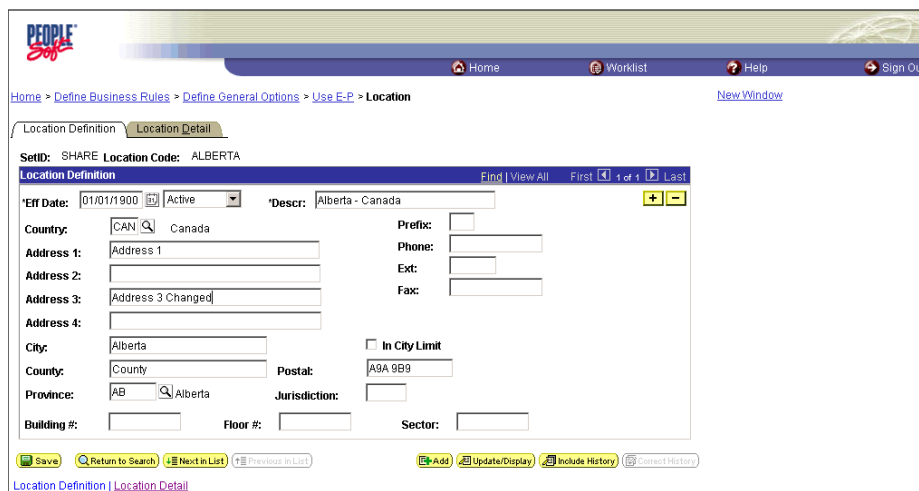 PEOPLE Soft
Home Worklist Help Sign Ou
Home > Define Business Rules > Define General Options > Use E-P > Location New Window
Location Definition Location Detail
SetID: SHARE Location Code: ALBERTA
Location Definition Find | View All First 1 of 1 Last
*Eff Date: 01/01/1900 Active *Descr: Alberta - Canada + -
Country: CAN Canada Prefix:
Address 1: Address 1 Phone:
Address 2: Ext:
Address 3: Address 3 Changed Fax:
Address 4:
City: Alberta In City Limit
County: County Postal: A9A 9B9
Province: AB Alberta Jurisdiction:
Building #: Floor #: Sector:
Save Return to Search Next in List Previous in List Add Update/Display Include History Correct History
Location Definition | Location Detail